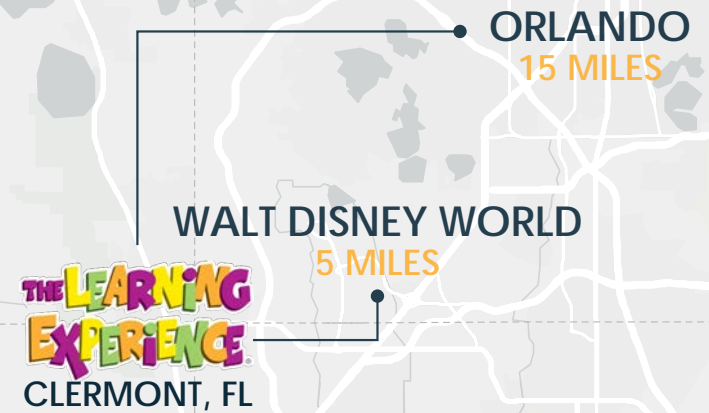 ORLANDO
15 MILES
WALT DISNEY WORLD
5 MILES
THE LEARNING
EXPERIENCE®
CLERMONT, FL